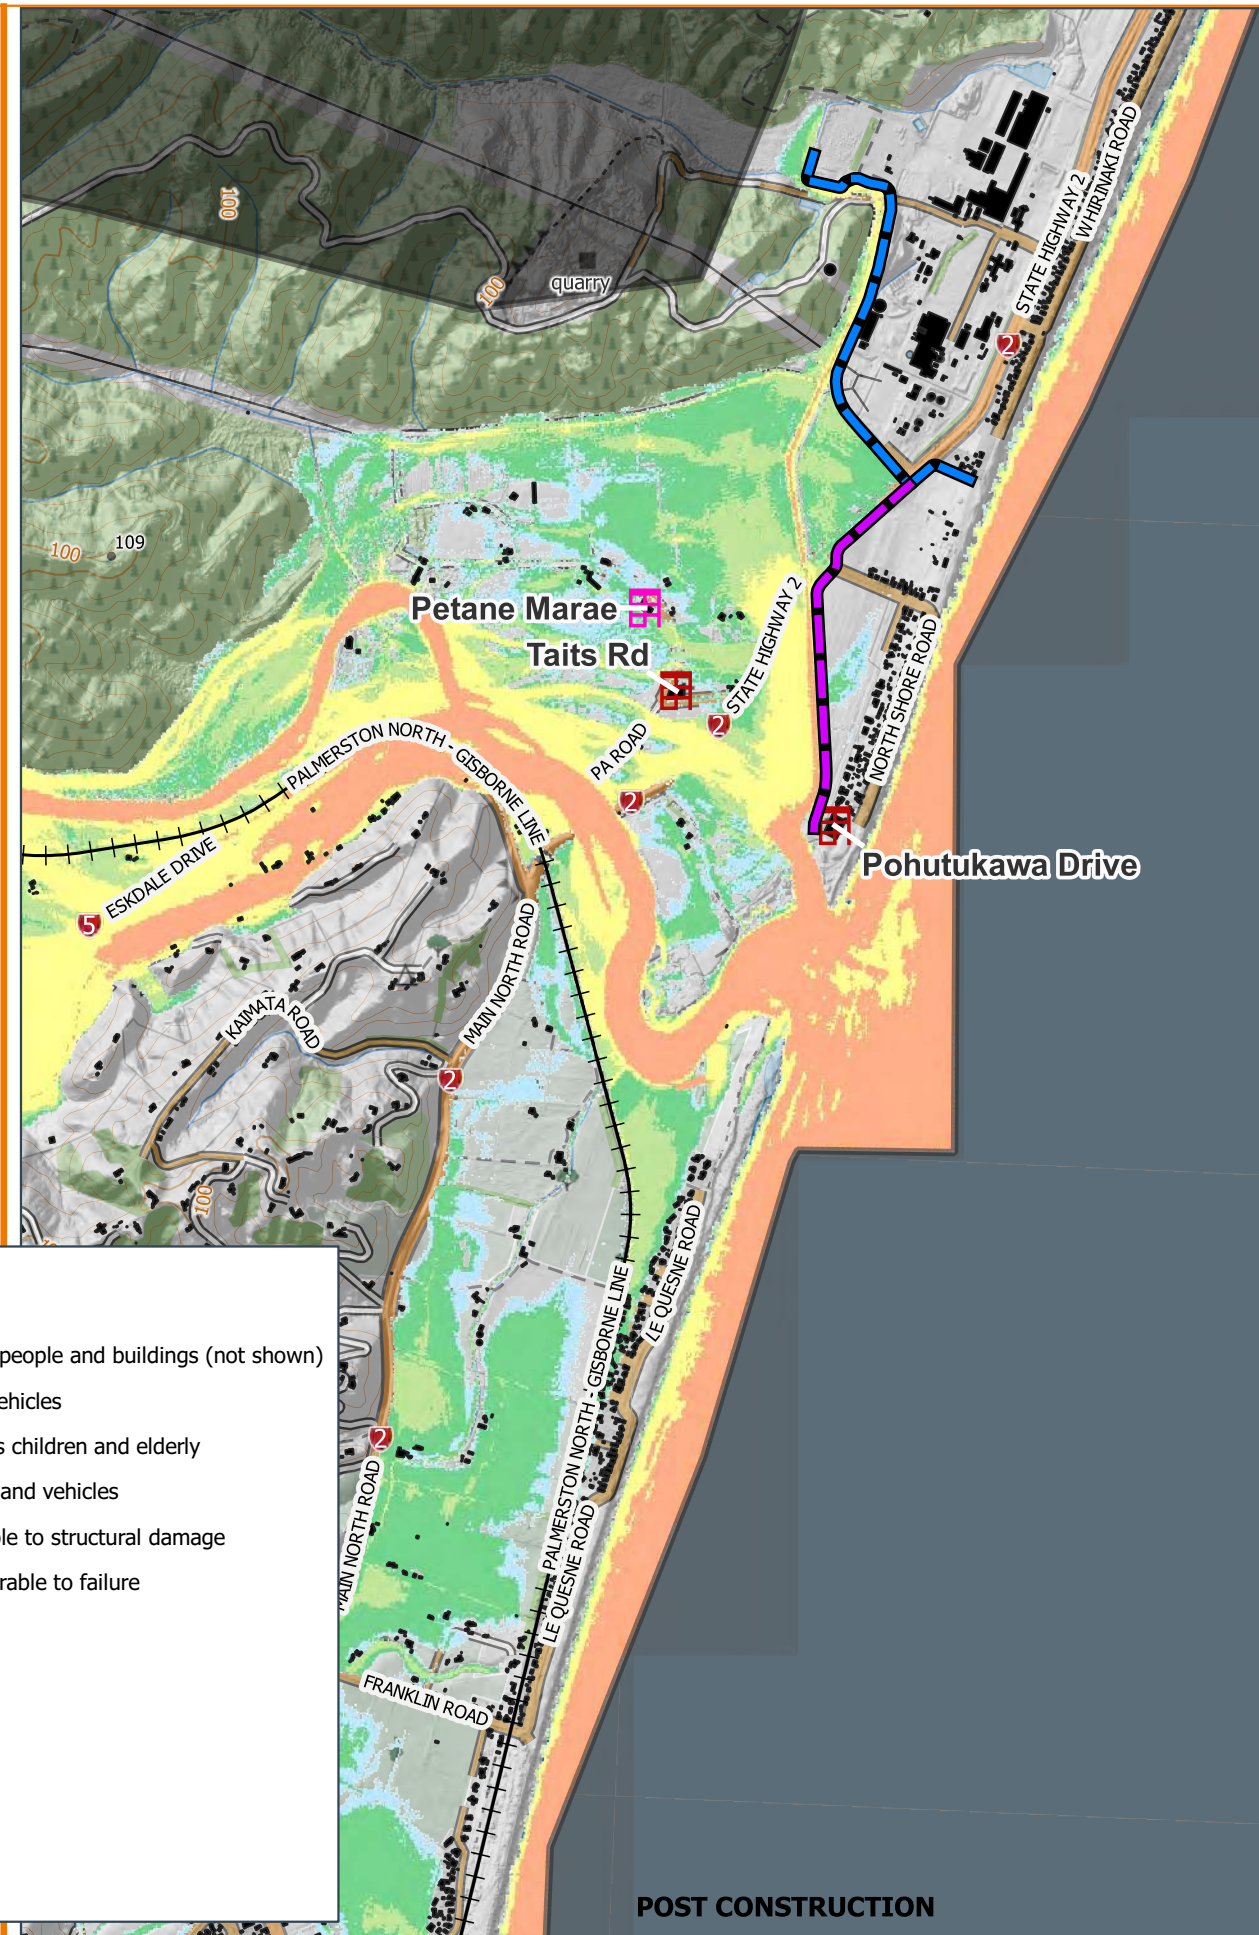 WHIRINAKI ROAD
STATE HIGHWAY 2
100
100
quarry
2
109
100
Petane Marae
Taits Rd
STATE HIGHWAY 2
2
NORTH SHORE ROAD
PALMERSTON NORTH - GISBORNE LINE
PA ROAD
2
Pohutukawa Drive
ESKDALE DRIVE
5
MAIN NORTH ROAD
KAIMATA ROAD
2
100
LE QUESNE ROAD
PALMERSTON NORTH - GISBORNE LINE
people and buildings (not shown)
ehicles
s children and elderly
and vehicles
le to structural damage
rable to failure
2
MAIN NORTH ROAD
LE QUESNE ROAD
FRANKLIN ROAD
POST CONSTRUCTION